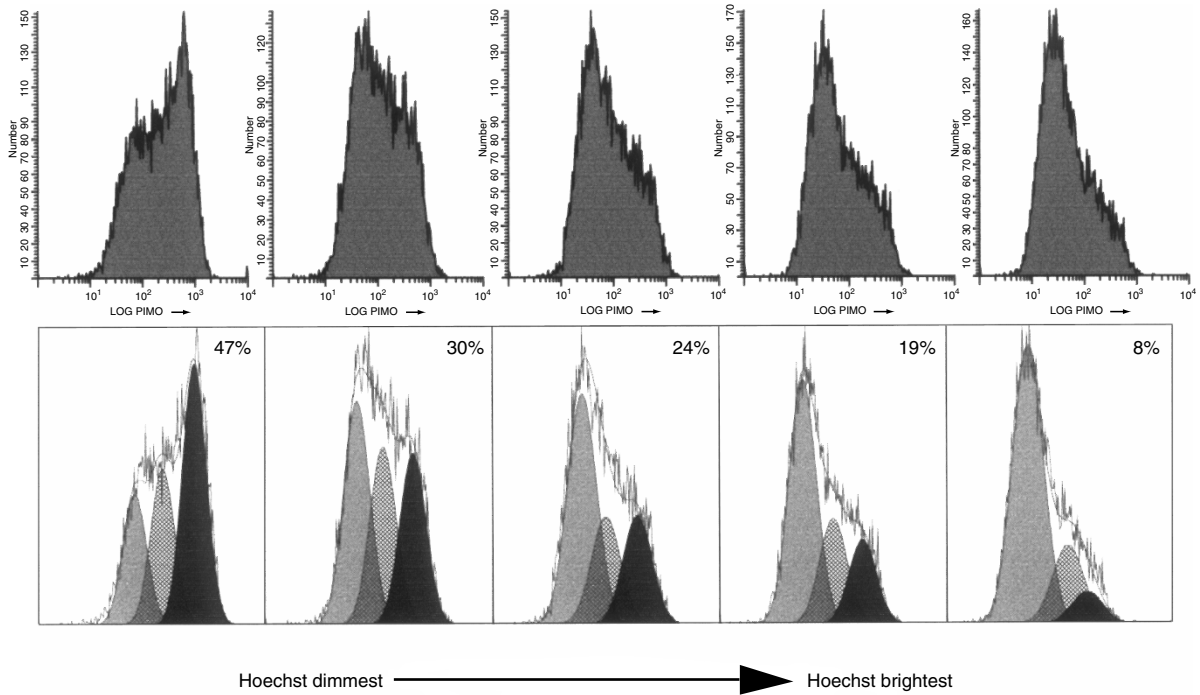 150 130 110 90 80 70 60 50 40 30 20 10
Number
10¹ 10² 10³ 10⁴
LOG PIMO
120 100 90 80 70 60 50 40 30 20 10
Number
10¹ 10² 10³ 10⁴
LOG PIMO
150 130 110 90 80 70 60 50 40 30 20 10
Number
10¹ 10² 10³ 10⁴
LOG PIMO
170 150 130 110 90 70 50 40 30 20 10
Number
10¹ 10² 10³ 10⁴
LOG PIMO
160 140 120 100 80 60 50 40 30 20 10
Number
10¹ 10² 10³ 10⁴
LOG PIMO
47% 30% 24% 19% 8%
Hoechst dimmest Hoechst brightest